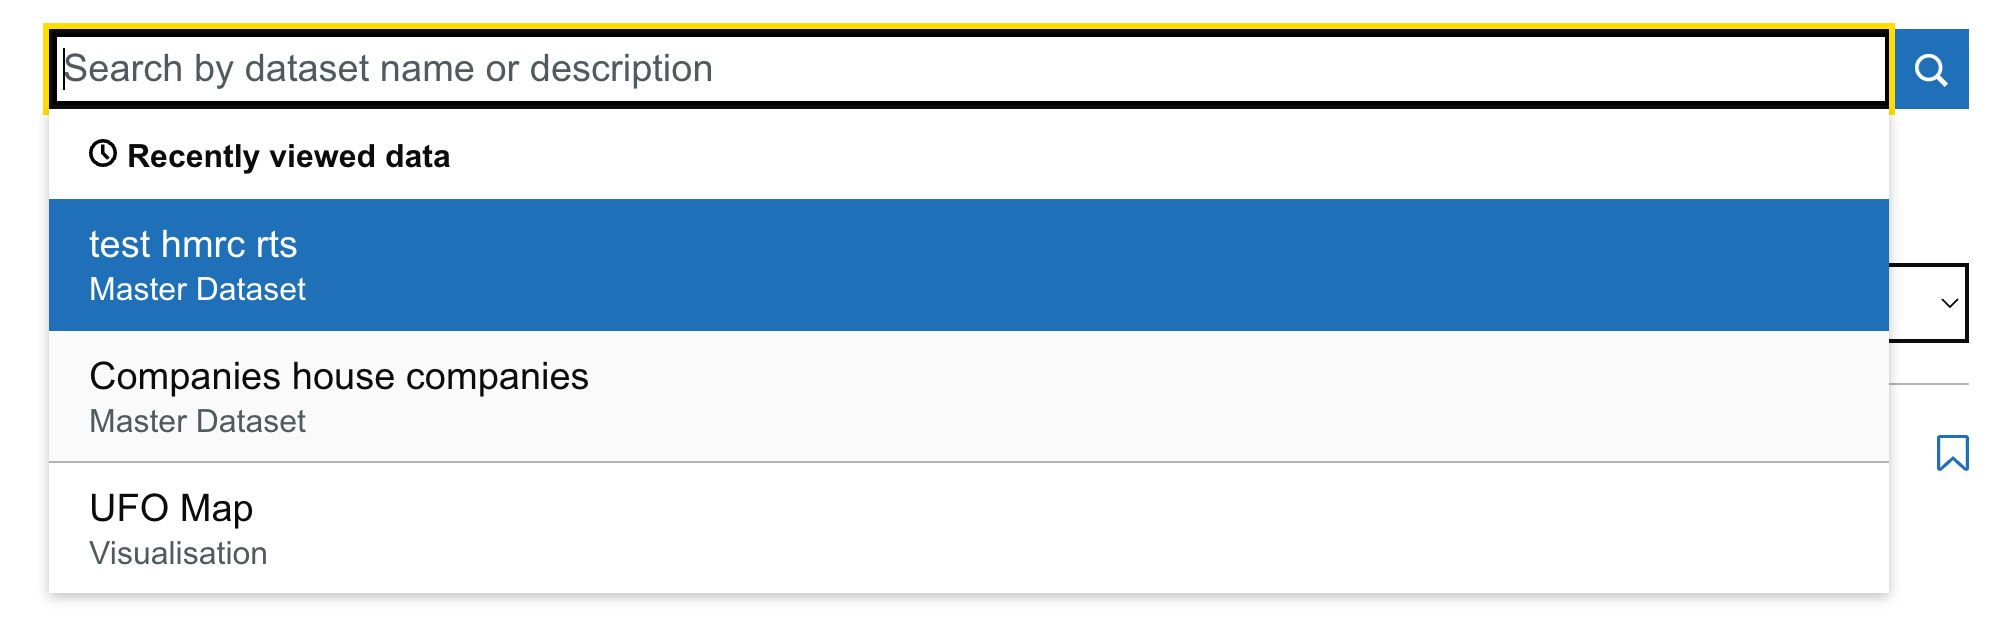 Search by dataset name or description
Recently viewed data
test hmrc rts
Master Dataset
Companies house companies
Master Dataset
UFO Map
Visualisation